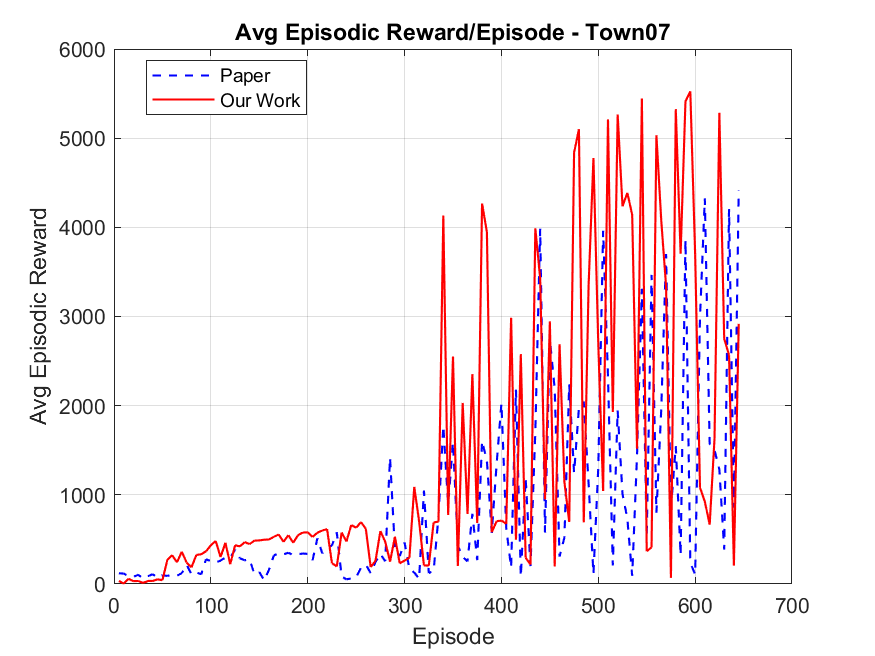 Avg Episodic Reward/Episode - Town07
6000
5000
4000
3000
2000
1000
0
Avg Episodic Reward
Paper
Our Work
0 100 200 300 400 500 600 700
Episode